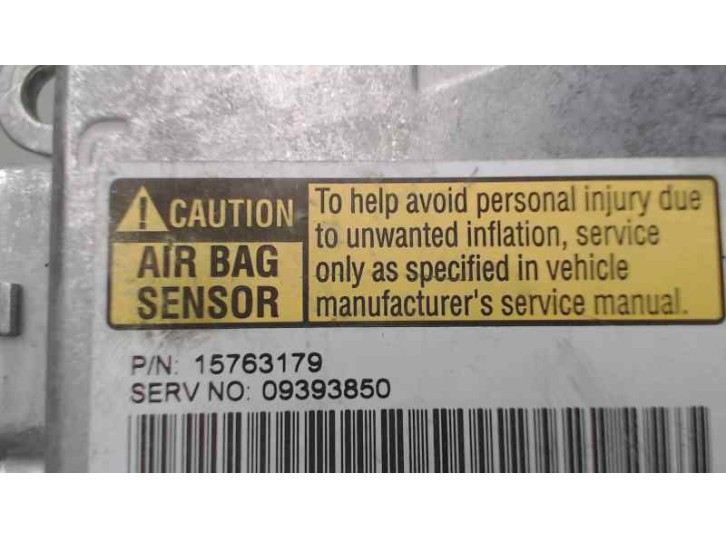 CAUTION
AIR BAG
SENSOR
To help avoid personal injury due
to unwanted inflation, service
only as specified in vehicle
manufacturer's service manual.
P/N: 15763179
SERV NO: 09393850